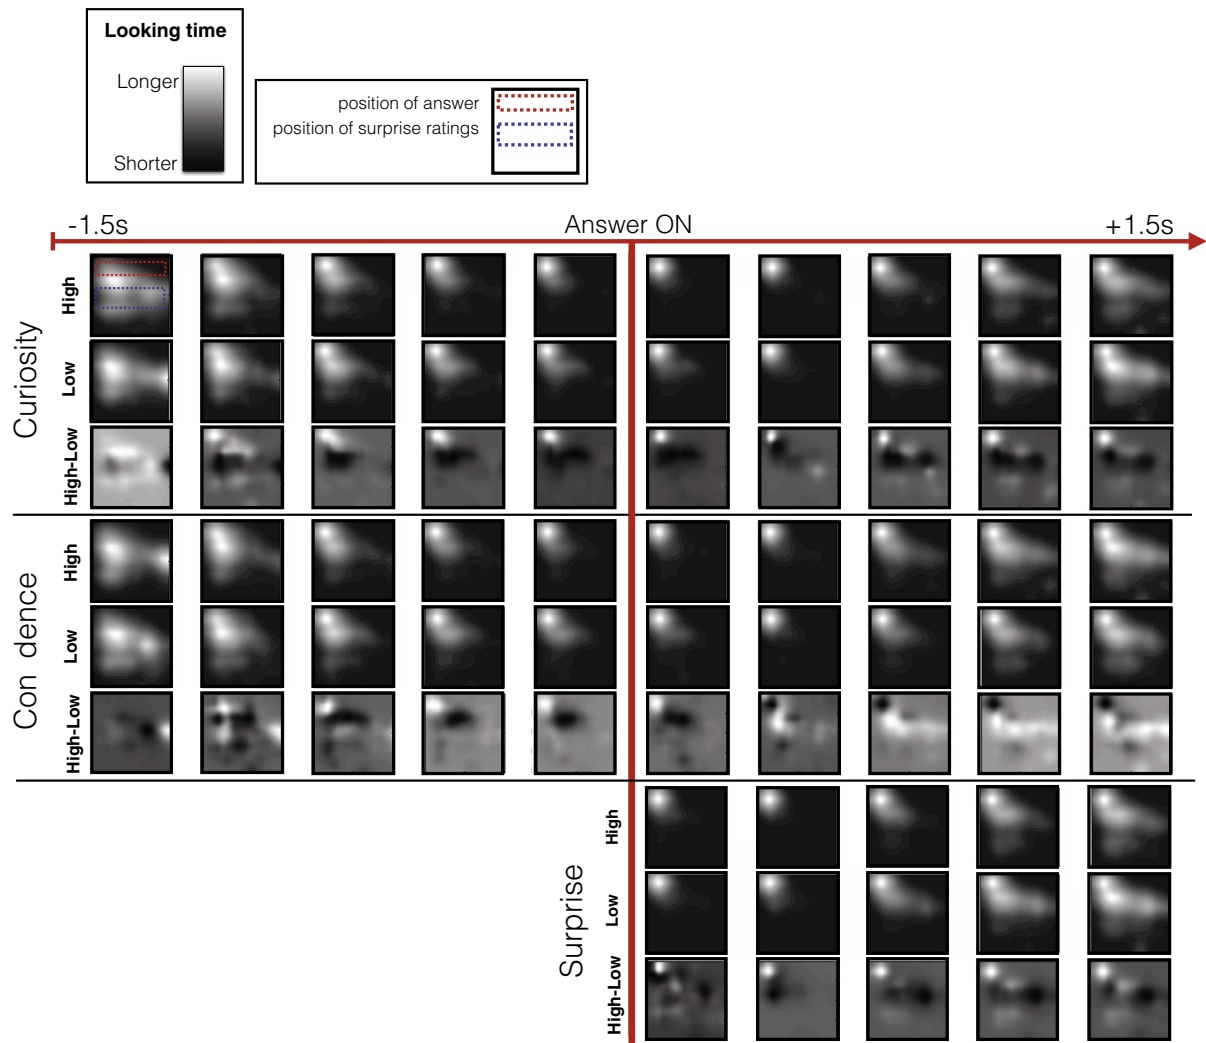 Looking time
Longer
Shorter
position of answer
position of surprise ratings
-1.5s
Answer ON
+1.5s
Curiosity
High
Low
High-Low
Con dence
High
Low
High-Low
Surprise
High
Low
High-Low